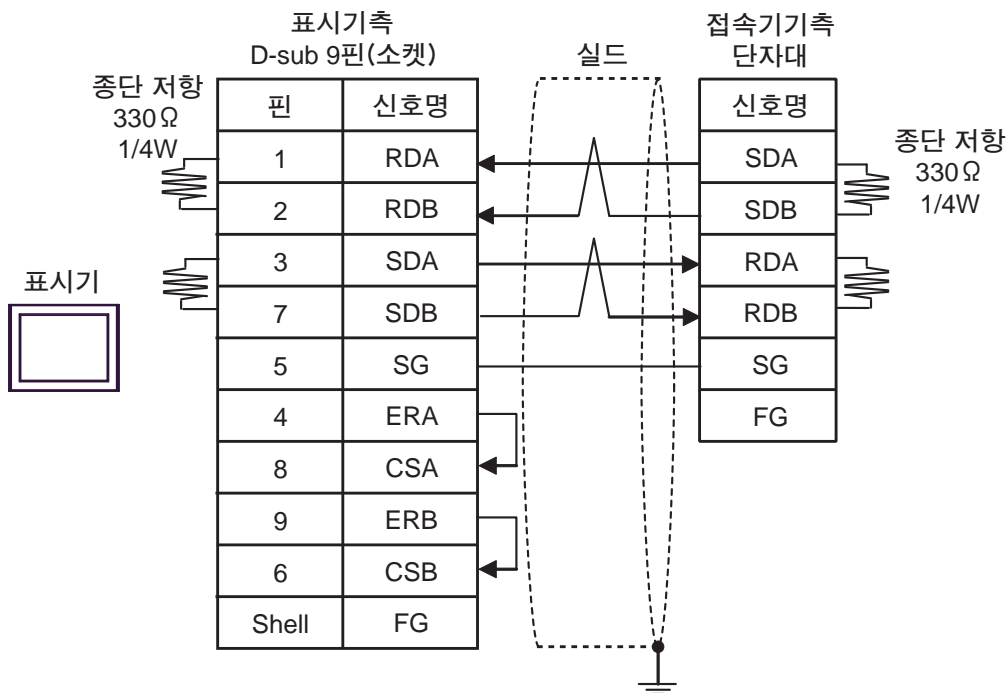 표시기측
D-sub 9핀(소켓)
실드
접속기기측
단자대
종단 저항
330Ω
1/4W
핀 신호명
1 RDA
2 RDB
3 SDA
7 SDB
5 SG
4 ERA
8 CSA
9 ERB
6 CSB
Shell FG
신호명
SDA
SDB
RDA
RDB
SG
FG
종단 저항
330Ω
1/4W
표시기